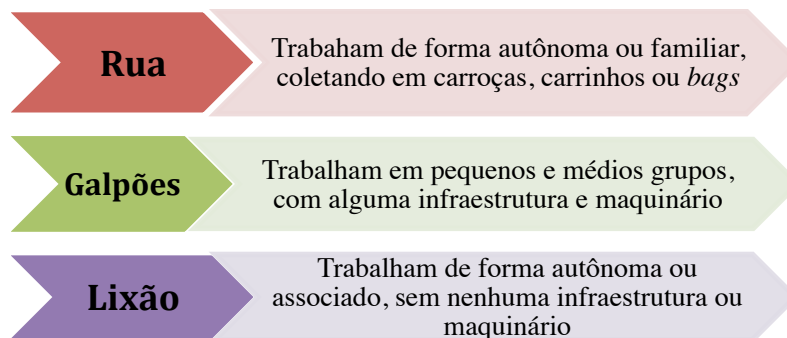 Rua
Trabaham de forma autônoma ou familiar,
coletando em carroças, carrinhos ou bags
Galpões
Trabalham em pequenos e médios grupos,
com alguma infraestrutura e maquinário
Lixão
Trabalham de forma autônoma ou
associado, sem nenhuma infraestrutura ou
maquinário